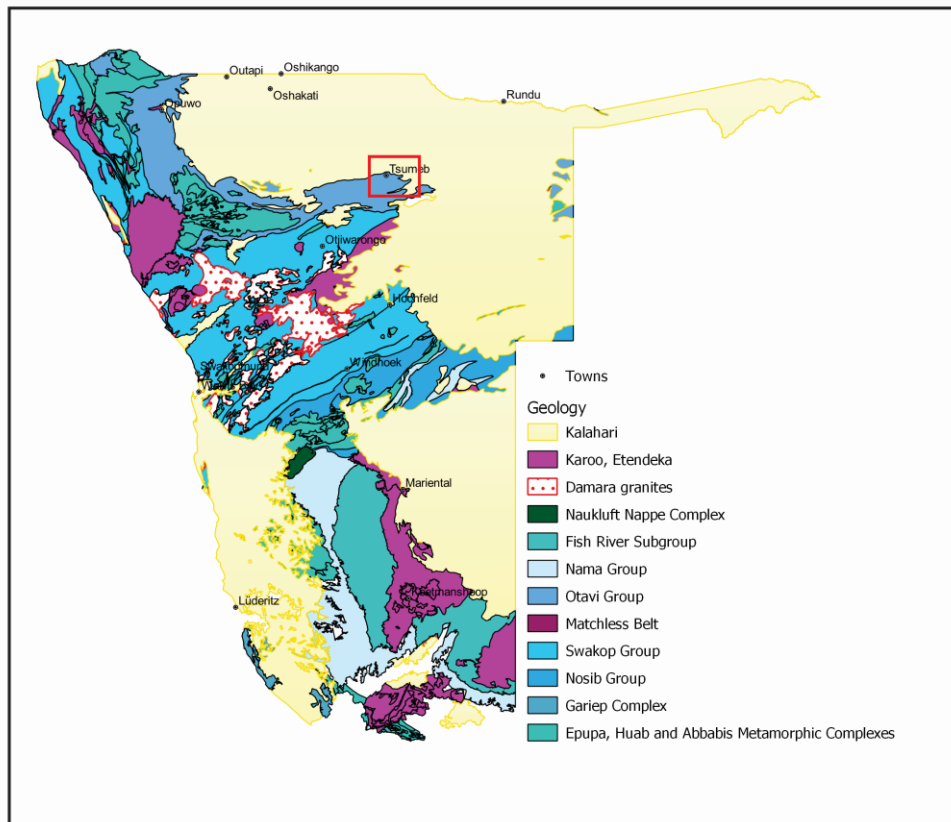 Oshikango
Outapi
Oshakati
Rundu
Opuwo
Tsumeb
Otjiwarongo
Hochfeld
Windhoek
Mariental
Keetmanshoop
Lüderitz
Towns
Geology
Kalahari
Karoo, Etendeka
Damara granites
Naukluft Nappe Complex
Fish River Subgroup
Nama Group
Otavi Group
Matchless Belt
Swakop Group
Nosib Group
Gariep Complex
Epupa, Huab and Abbabis Metamorphic Complexes